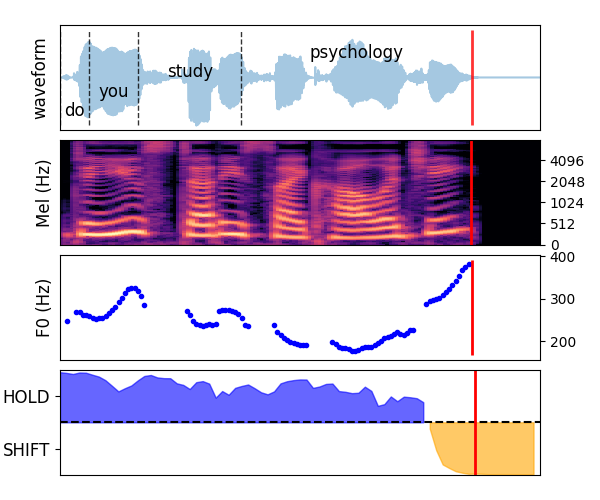 waveform
do
you
study
psychology
Mel (Hz)
4096
2048
1024
512
0
F0 (Hz)
400
300
200
HOLD
SHIFT